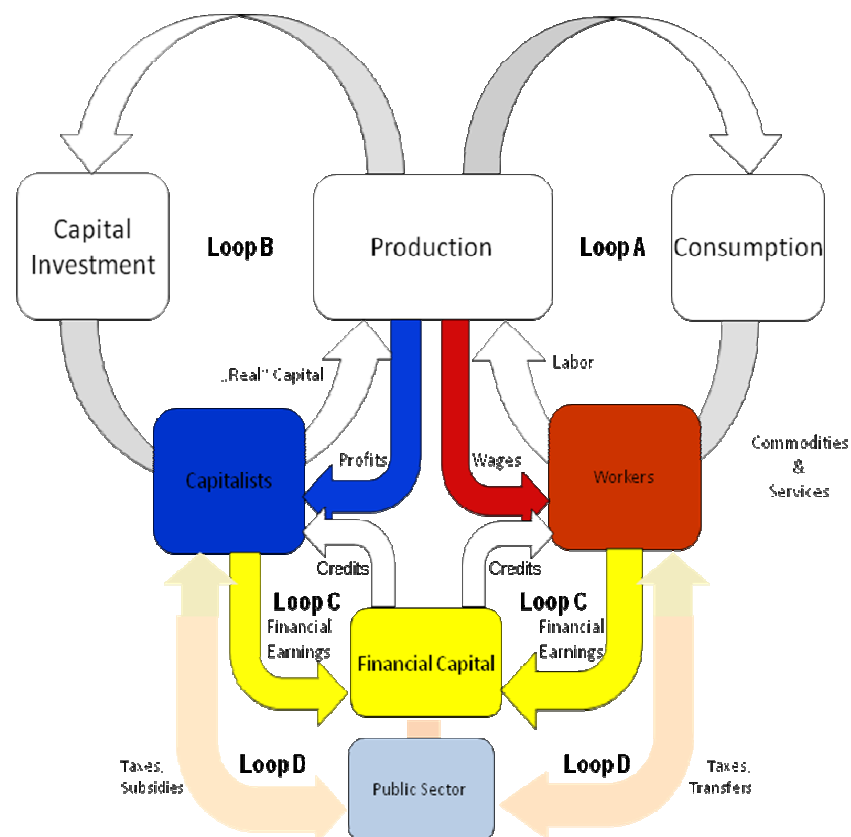 Capital
Investment
Loop B
Production
Loop A
Consumption
„Real" Capital
Labor
Capitalists
Profits
Wages
Workers
Commodities
&
Services
Credits
Credits
Loop C
Financial
Earnings
Loop C
Financial
Earnings
Financial Capital
Taxes,
Subsidies
Loop D
Public Sector
Loop D
Taxes,
Transfers